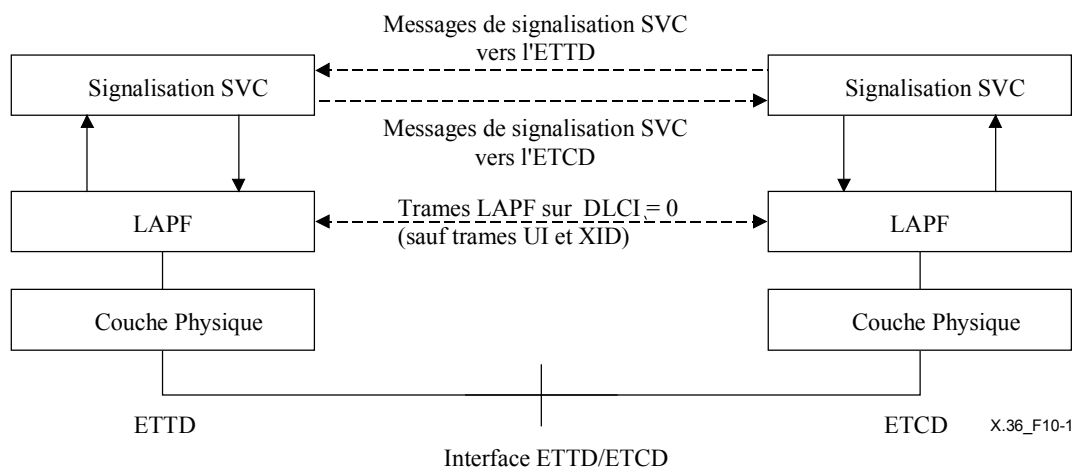 Messages de signalisation SVC
vers l'ETTD
Signalisation SVC
Signalisation SVC
Messages de signalisation SVC
vers l'ETCD
LAPF
Trames LAPF sur DLCI = 0
(sauf trames UI et XID)
LAPF
Couche Physique
Couche Physique
ETTD
ETCD
X.36_F10-1
Interface ETTD/ETCD